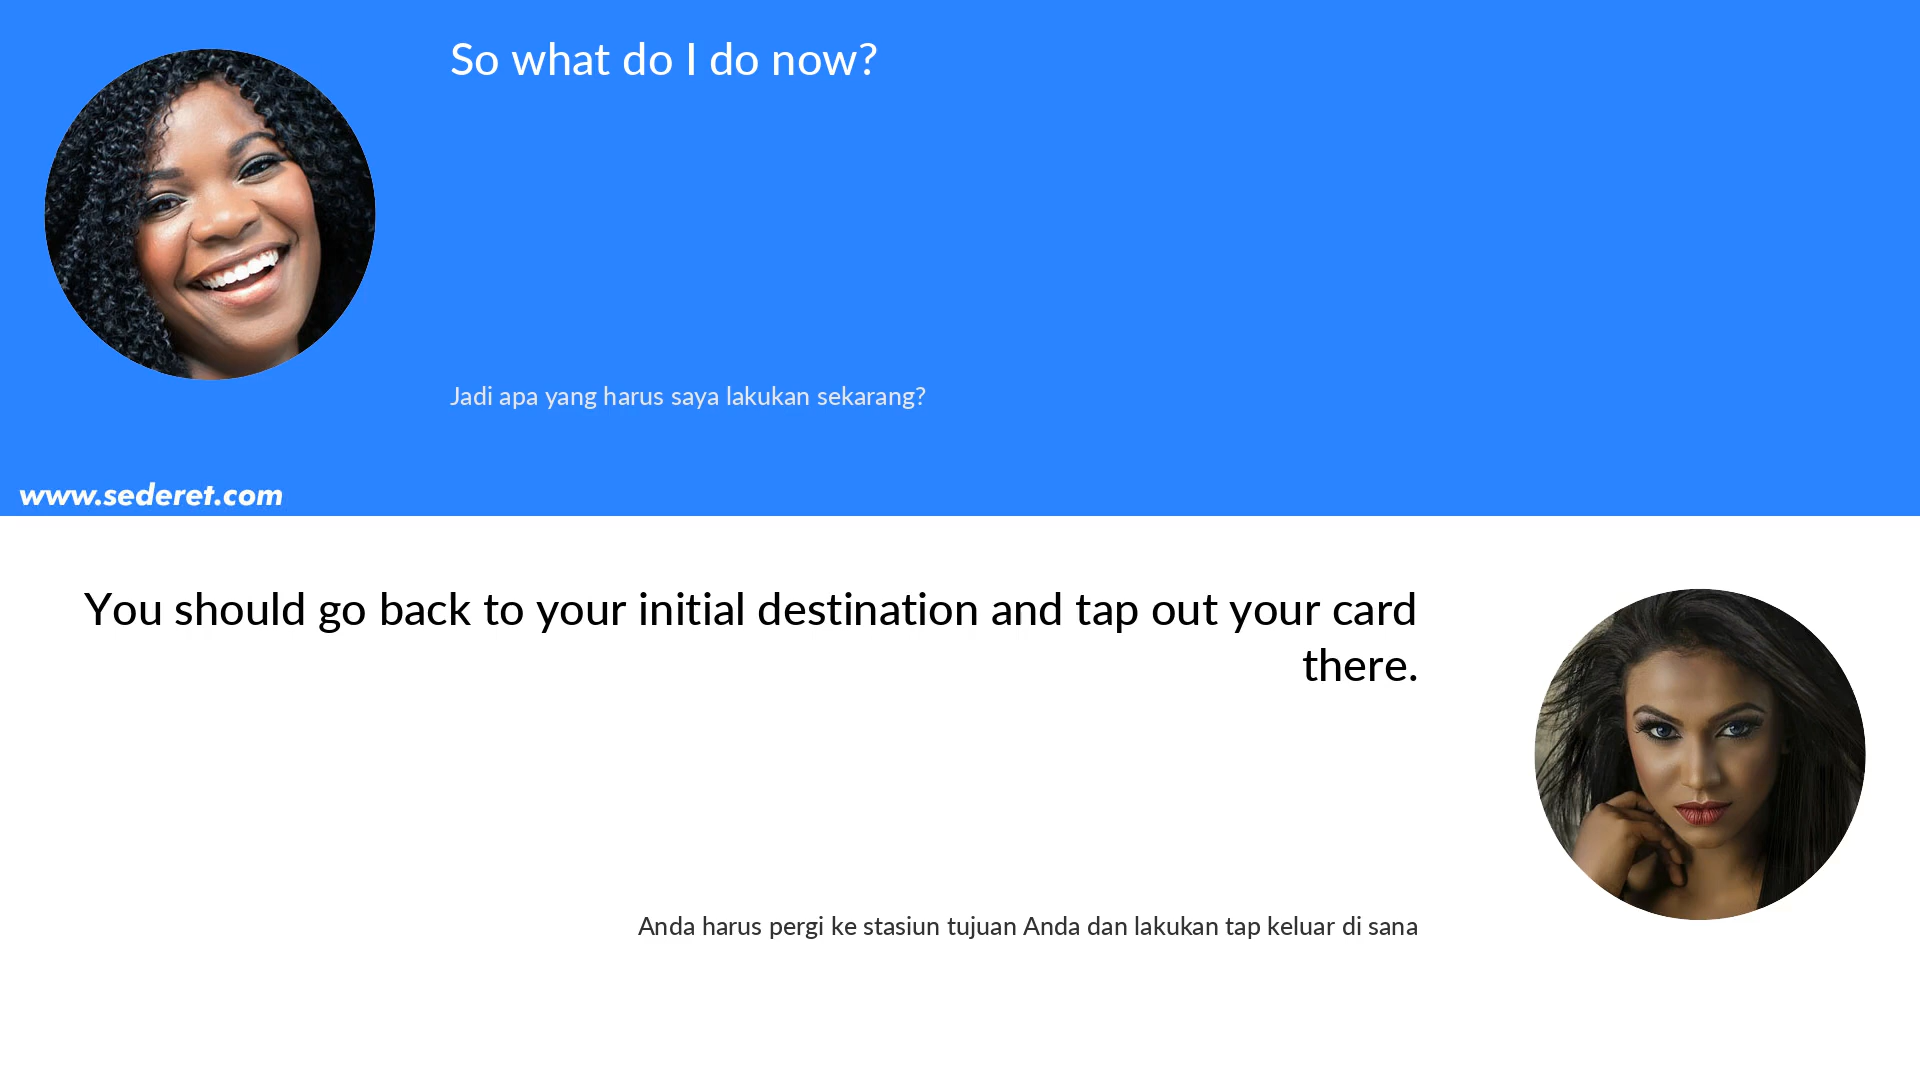 So what do I do now?
Jadi apa yang harus saya lakukan sekarang?
www.sederet.com
You should go back to your initial destination and tap out your card
there.
Anda harus pergi ke stasiun tujuan Anda dan lakukan tap keluar di sana